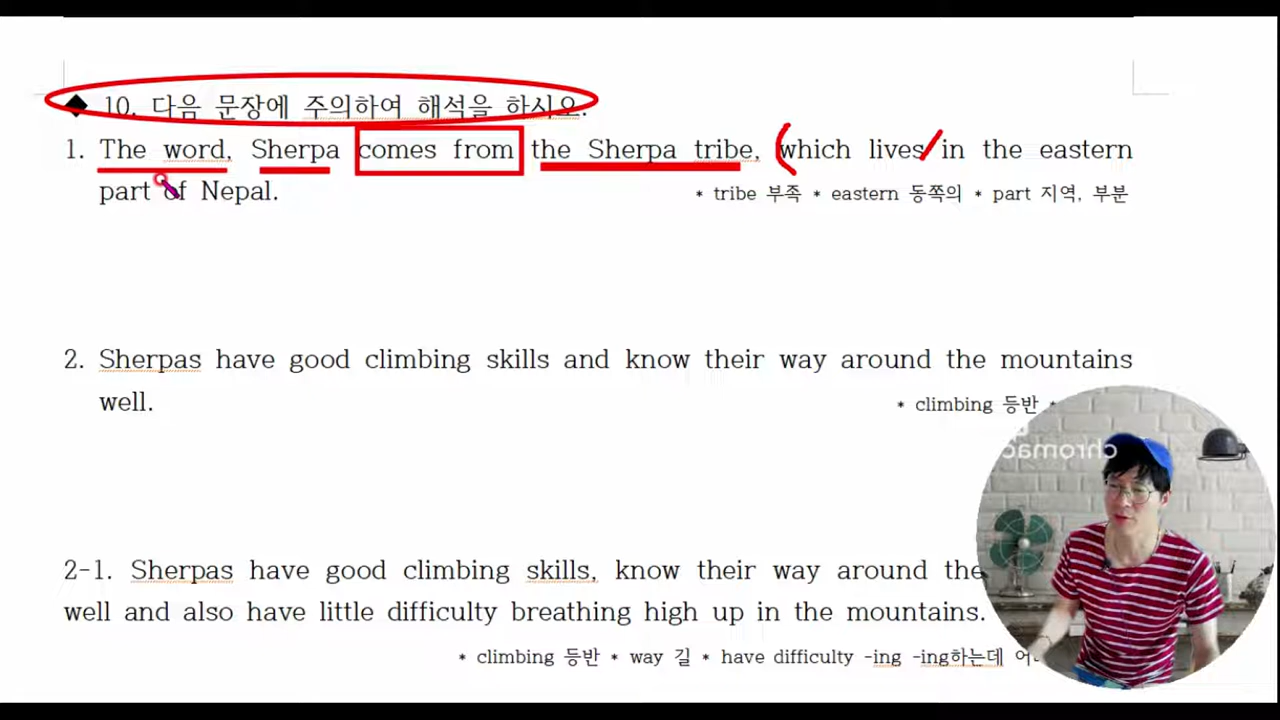 ◆ 10. 다음 문장에 주의하여 해석을 하시오.
1. The word, Sherpa comes from the Sherpa tribe, which lives in the eastern
part of Nepal.
* tribe 부족 * eastern 동쪽의 * part 지역, 부분
2. Sherpas have good climbing skills and know their way around the mountains
well.
* climbing 등반 *
2-1. Sherpas have good climbing skills, know their way around the
well and also have little difficulty breathing high up in the mountains.
* climbing 등반 * way 길 * have difficulty -ing -ing하는데
chromac